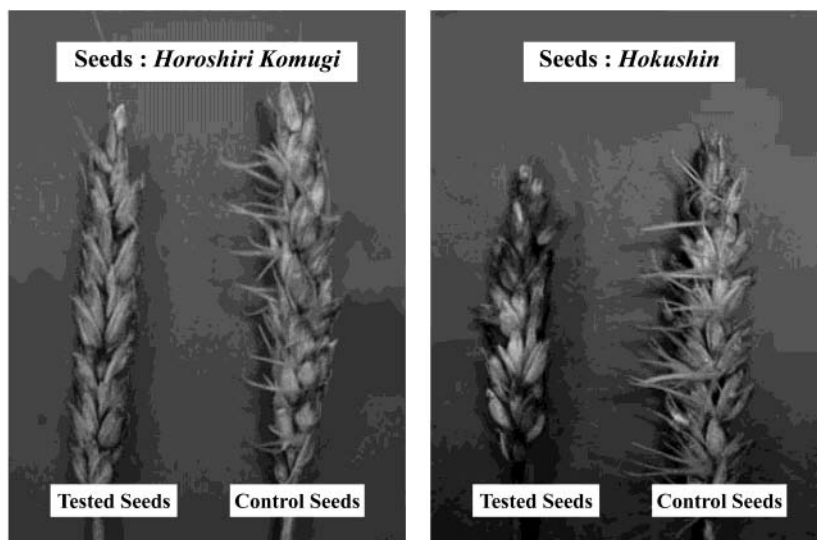 Seeds : Horoshiri Komugi
Tested Seeds
Control Seeds
Seeds : Hokushin
Tested Seeds
Control Seeds